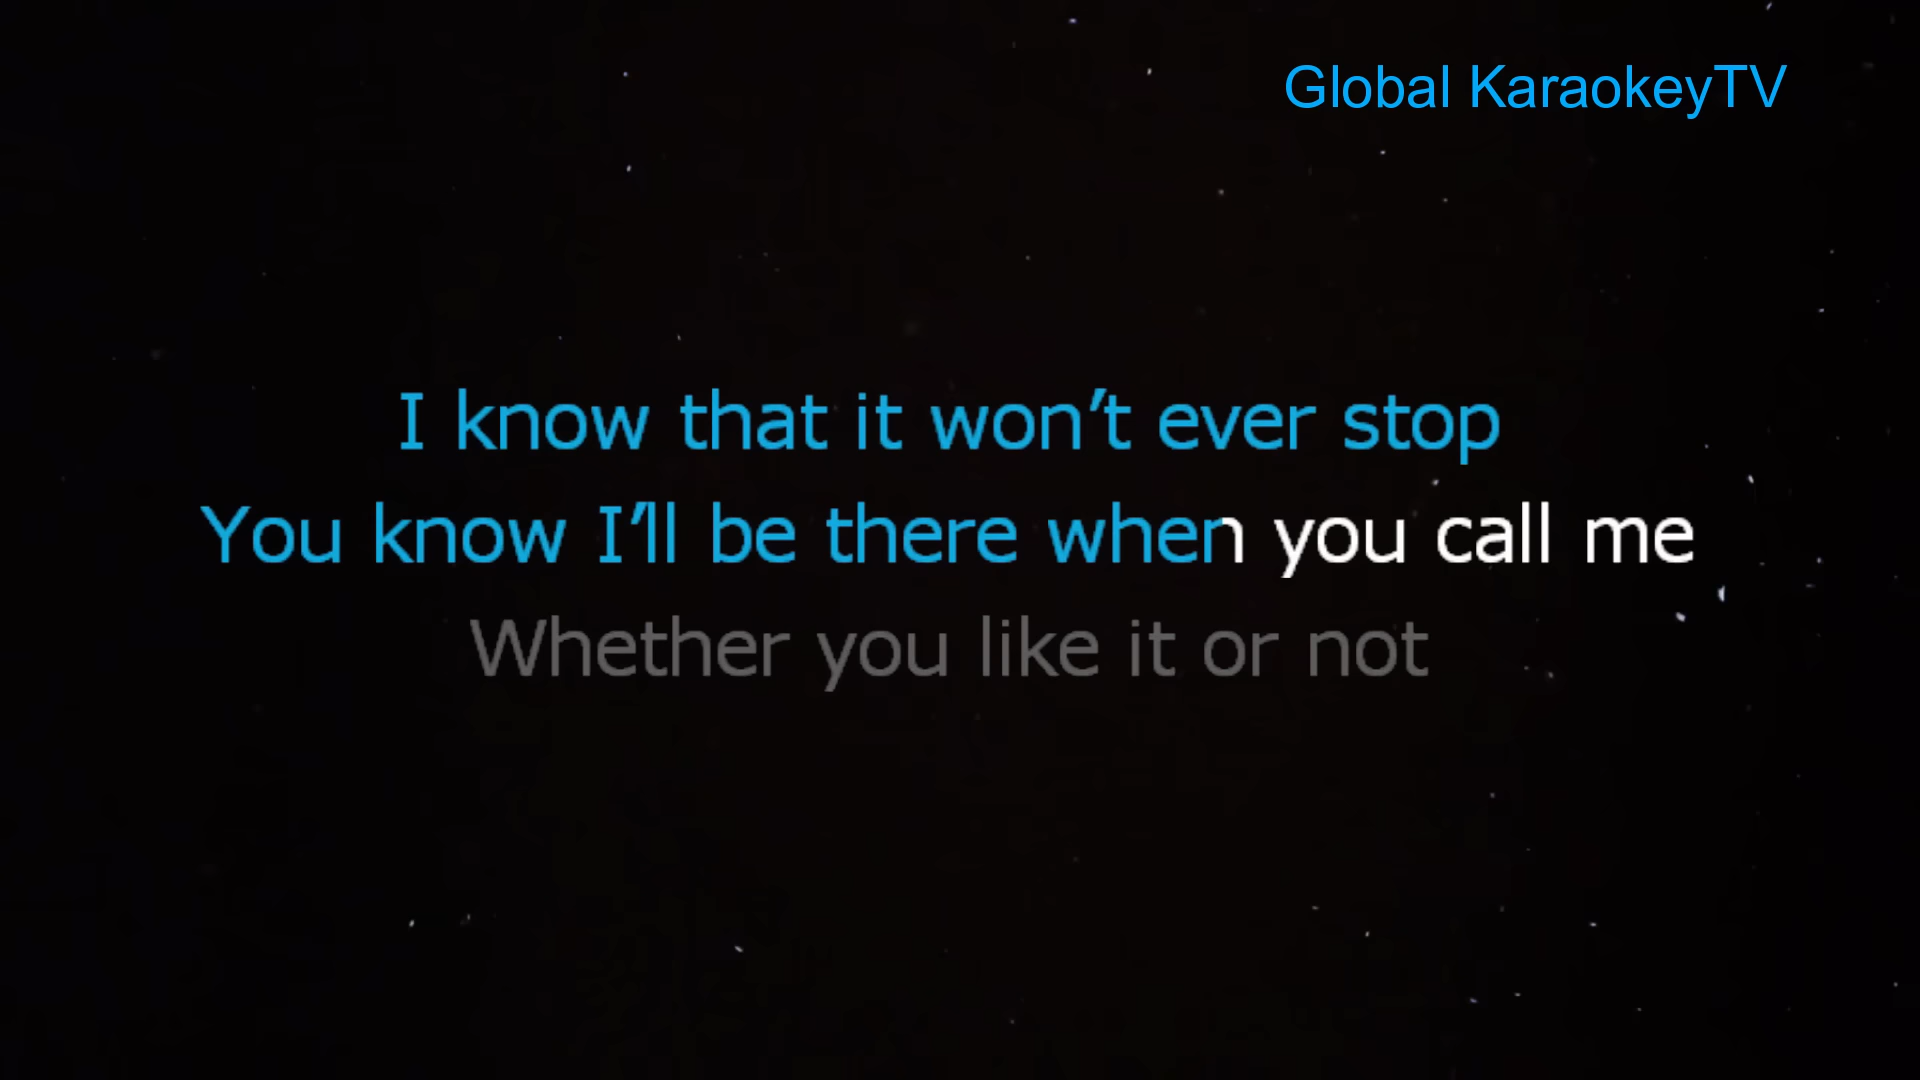 Global KaraokeyTV
I know that it won’t ever stop
You know I’ll be there when you call me
Whether you like it or not